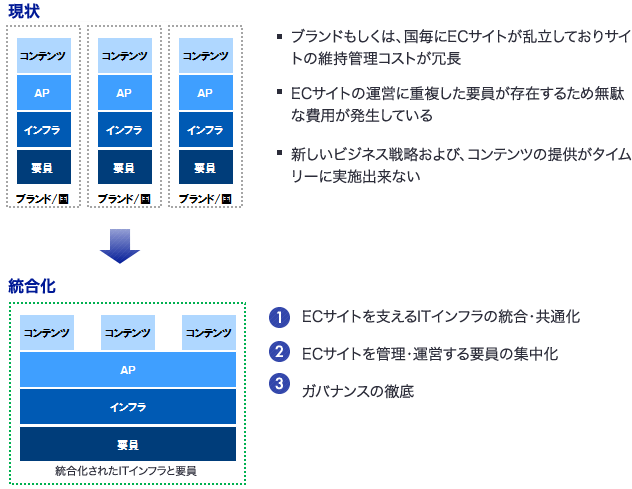 現状
コンテンツ コンテンツ コンテンツ
AP AP AP
インフラ インフラ インフラ
要員 要員 要員
ブランド/ ブランド/ ブランド/
▪ ブランドもしくは、国毎にECサイトが乱立しておりサイ
トの維持管理コストが冗長
▪ ECサイトの運営に重複した要員が存在するため無駄
な費用が発生している
▪ 新しいビジネス戦略および、コンテンツの提供がタイム
リーに実施出来ない
統合化
コンテンツ コンテンツ コンテンツ
AP
インフラ
要員
統合化されたITインフラと要員
1 ECサイトを支えるITインフラの統合・共通化
2 ECサイトを管理・運営する要員の集中化
3 ガバナンスの徹底